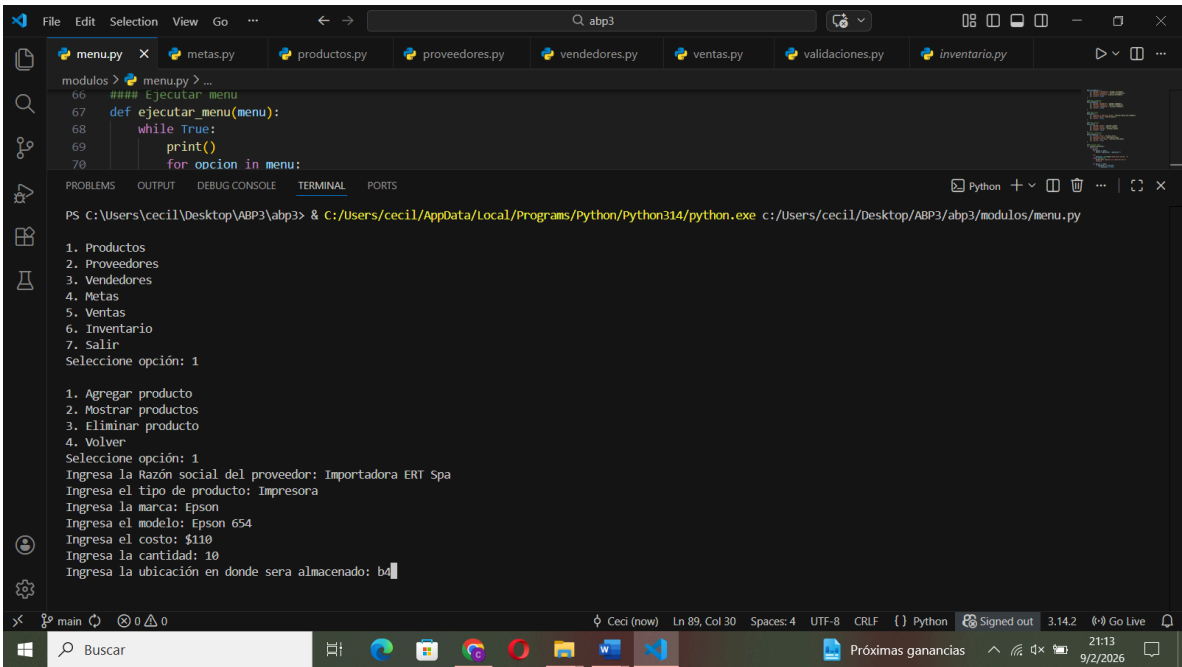 File Edit Selection View Go ··· ← → abp3
menu.py × metas.py productos.py proveedores.py vendedores.py ventas.py validaciones.py inventario.py ···
modulos > menu.py > ...
66 #### Ejecutar menu
67 def ejecutar_menu(menu):
68 while True:
69 print()
70 for opcion in menu:
PROBLEMS OUTPUT DEBUG CONSOLE TERMINAL PORTS Python
PS C:\Users\cecil\Desktop\ABP3\abp3> & C:/Users/cecil/AppData/Local/Programs/Python/Python314/python.exe c:/Users/cecil/Desktop/ABP3/abp3/modulos/menu.py
1. Productos
2. Proveedores
3. Vendedores
4. Metas
5. Ventas
6. Inventario
7. Salir
Seleccione opción: 1
1. Agregar producto
2. Mostrar productos
3. Eliminar producto
4. Volver
Seleccione opción: 1
Ingresa la Razón social del proveedor: Importadora ERT Spa
Ingresa el tipo de producto: Impresora
Ingresa la marca: Epson
Ingresa el modelo: Epson 654
Ingresa el costo: $110
Ingresa la cantidad: 10
Ingresa la ubicación en donde sera almacenado: b4
main 0 0 Ceci (now) Ln 89, Col 30 Spaces: 4 UTF-8 CRLF {} Python Signed out 3.14.2 Go Live
Buscar Próximas ganancias 21:13
9/2/2026